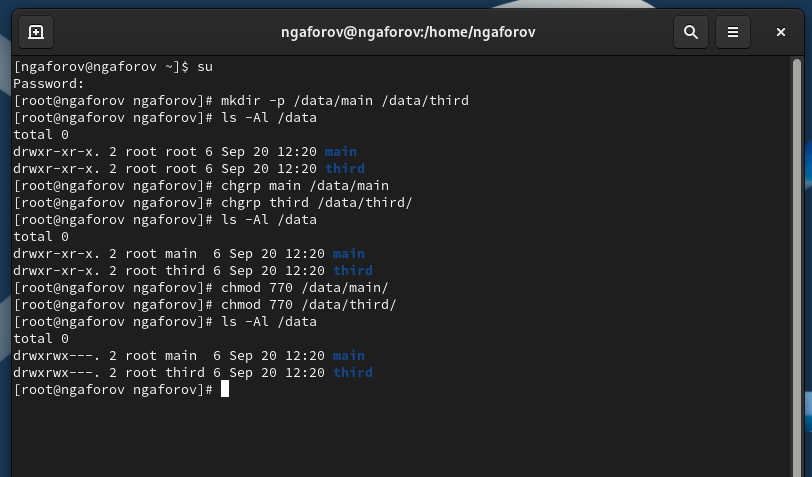 ngaforov@ngaforov:/home/ngaforov
[ngaforov@ngaforov ~]$ su
Password:
[root@ngaforov ngaforov]# mkdir -p /data/main /data/third
[root@ngaforov ngaforov]# ls -Al /data
total 0
drwxr-xr-x. 2 root root 6 Sep 20 12:20 main
drwxr-xr-x. 2 root root 6 Sep 20 12:20 third
[root@ngaforov ngaforov]# chgrp main /data/main
[root@ngaforov ngaforov]# chgrp third /data/third/
[root@ngaforov ngaforov]# ls -Al /data
total 0
drwxr-xr-x. 2 root main  6 Sep 20 12:20 main
drwxr-xr-x. 2 root third 6 Sep 20 12:20 third
[root@ngaforov ngaforov]# chmod 770 /data/main/
[root@ngaforov ngaforov]# chmod 770 /data/third/
[root@ngaforov ngaforov]# ls -Al /data
total 0
drwxrwx---. 2 root main  6 Sep 20 12:20 main
drwxrwx---. 2 root third 6 Sep 20 12:20 third
[root@ngaforov ngaforov]#